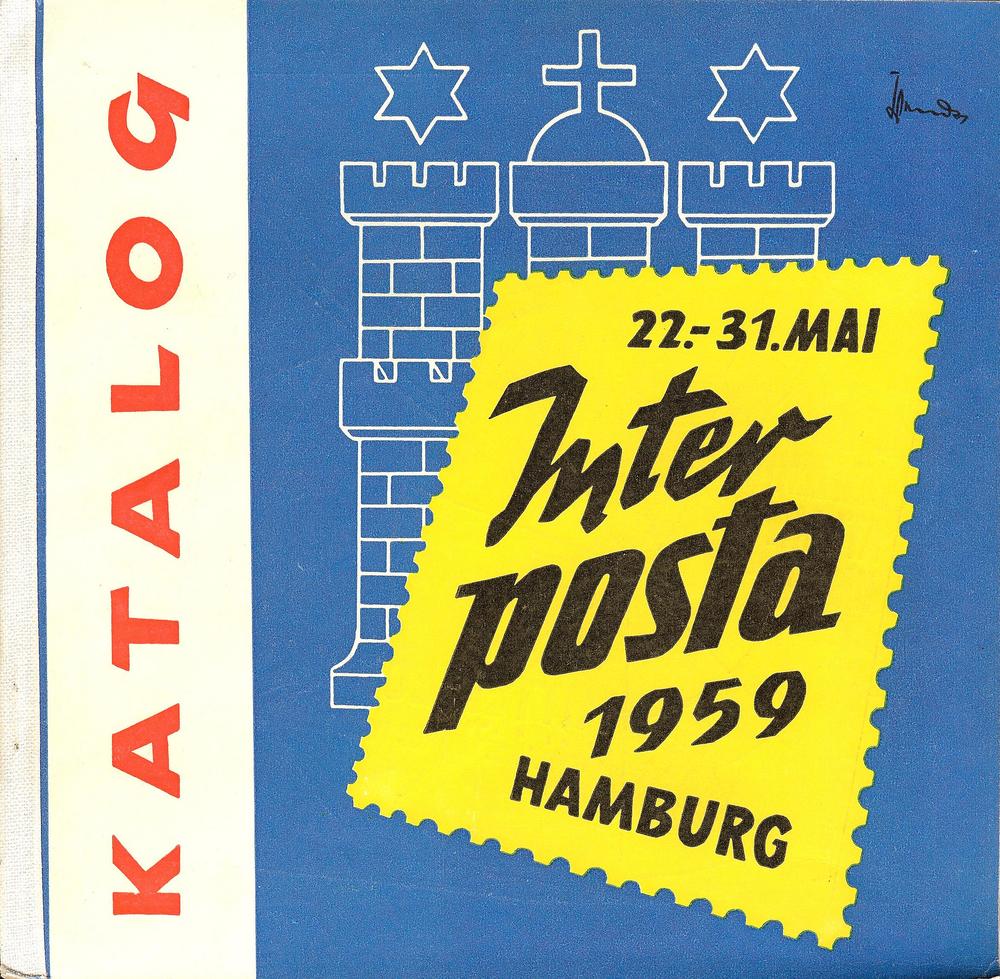 KATALOG
22.-31.MAI
Inter
posta
1959
HAMBURG